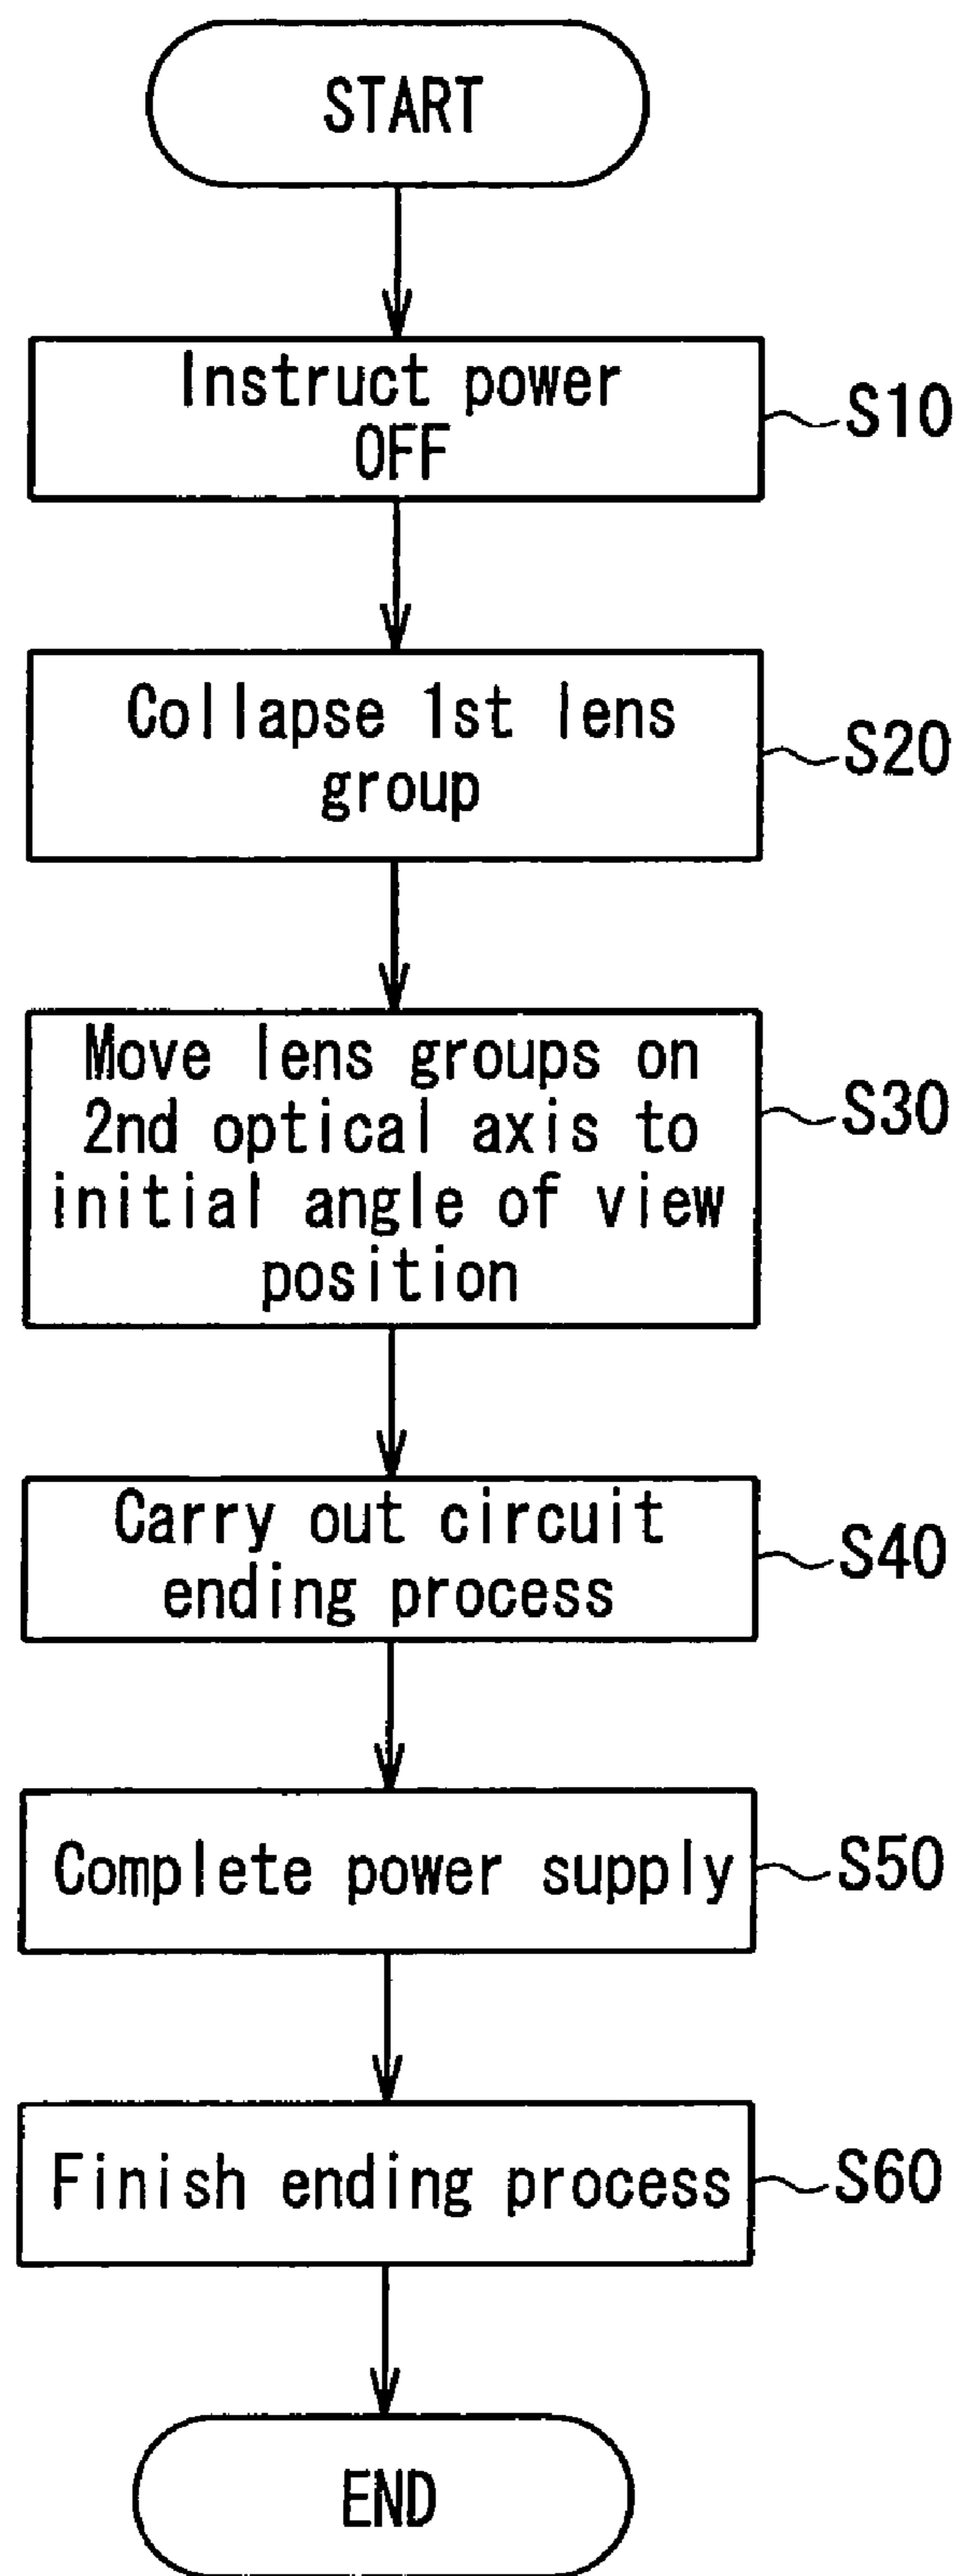 START
Instruct power
OFF
S10
Collapse 1st lens
group
S20
Move lens groups on
2nd optical axis to
initial angle of view
position
S30
Carry out circuit
ending process
S40
Complete power supply
S50
Finish ending process
S60
END